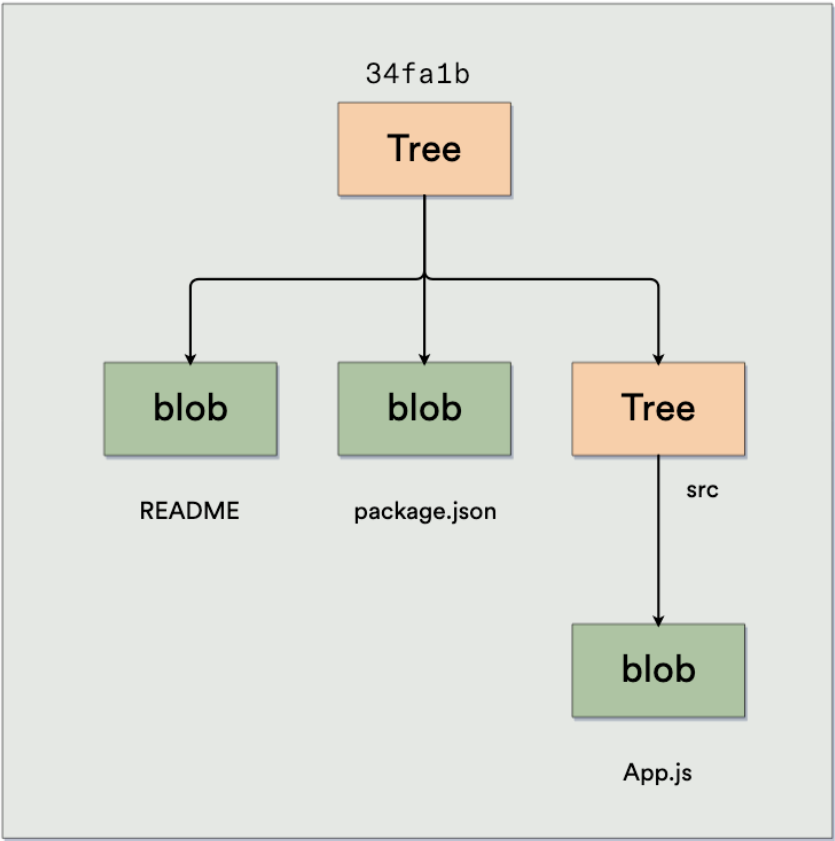 34fa1b
Tree
blob
blob
Tree
src
README
package.json
blob
App.js